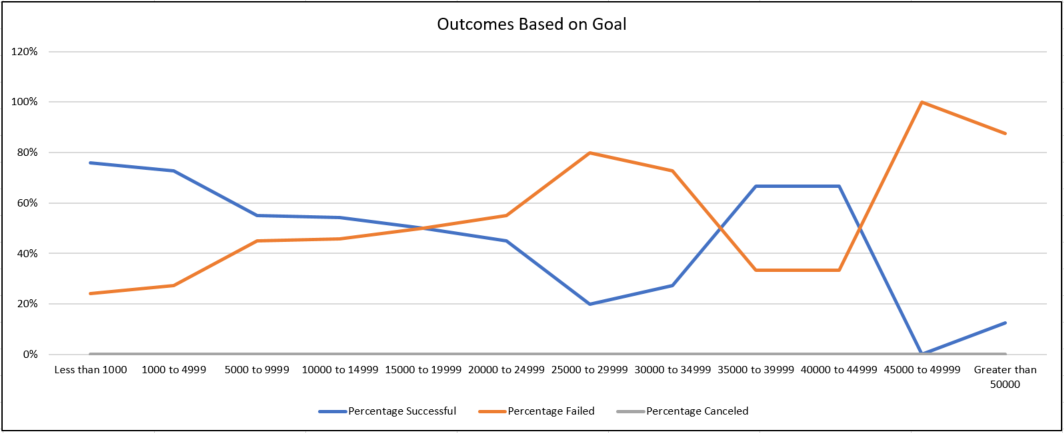 Outcomes Based on Goal
120%
100%
80%
60%
40%
20%
0%
Less than 1000 1000 to 4999 5000 to 9999 10000 to 14999 15000 to 19999 20000 to 24999 25000 to 29999 30000 to 34999 35000 to 39999 40000 to 44999 45000 to 49999 Greater than
50000
Percentage Successful Percentage Failed Percentage Canceled